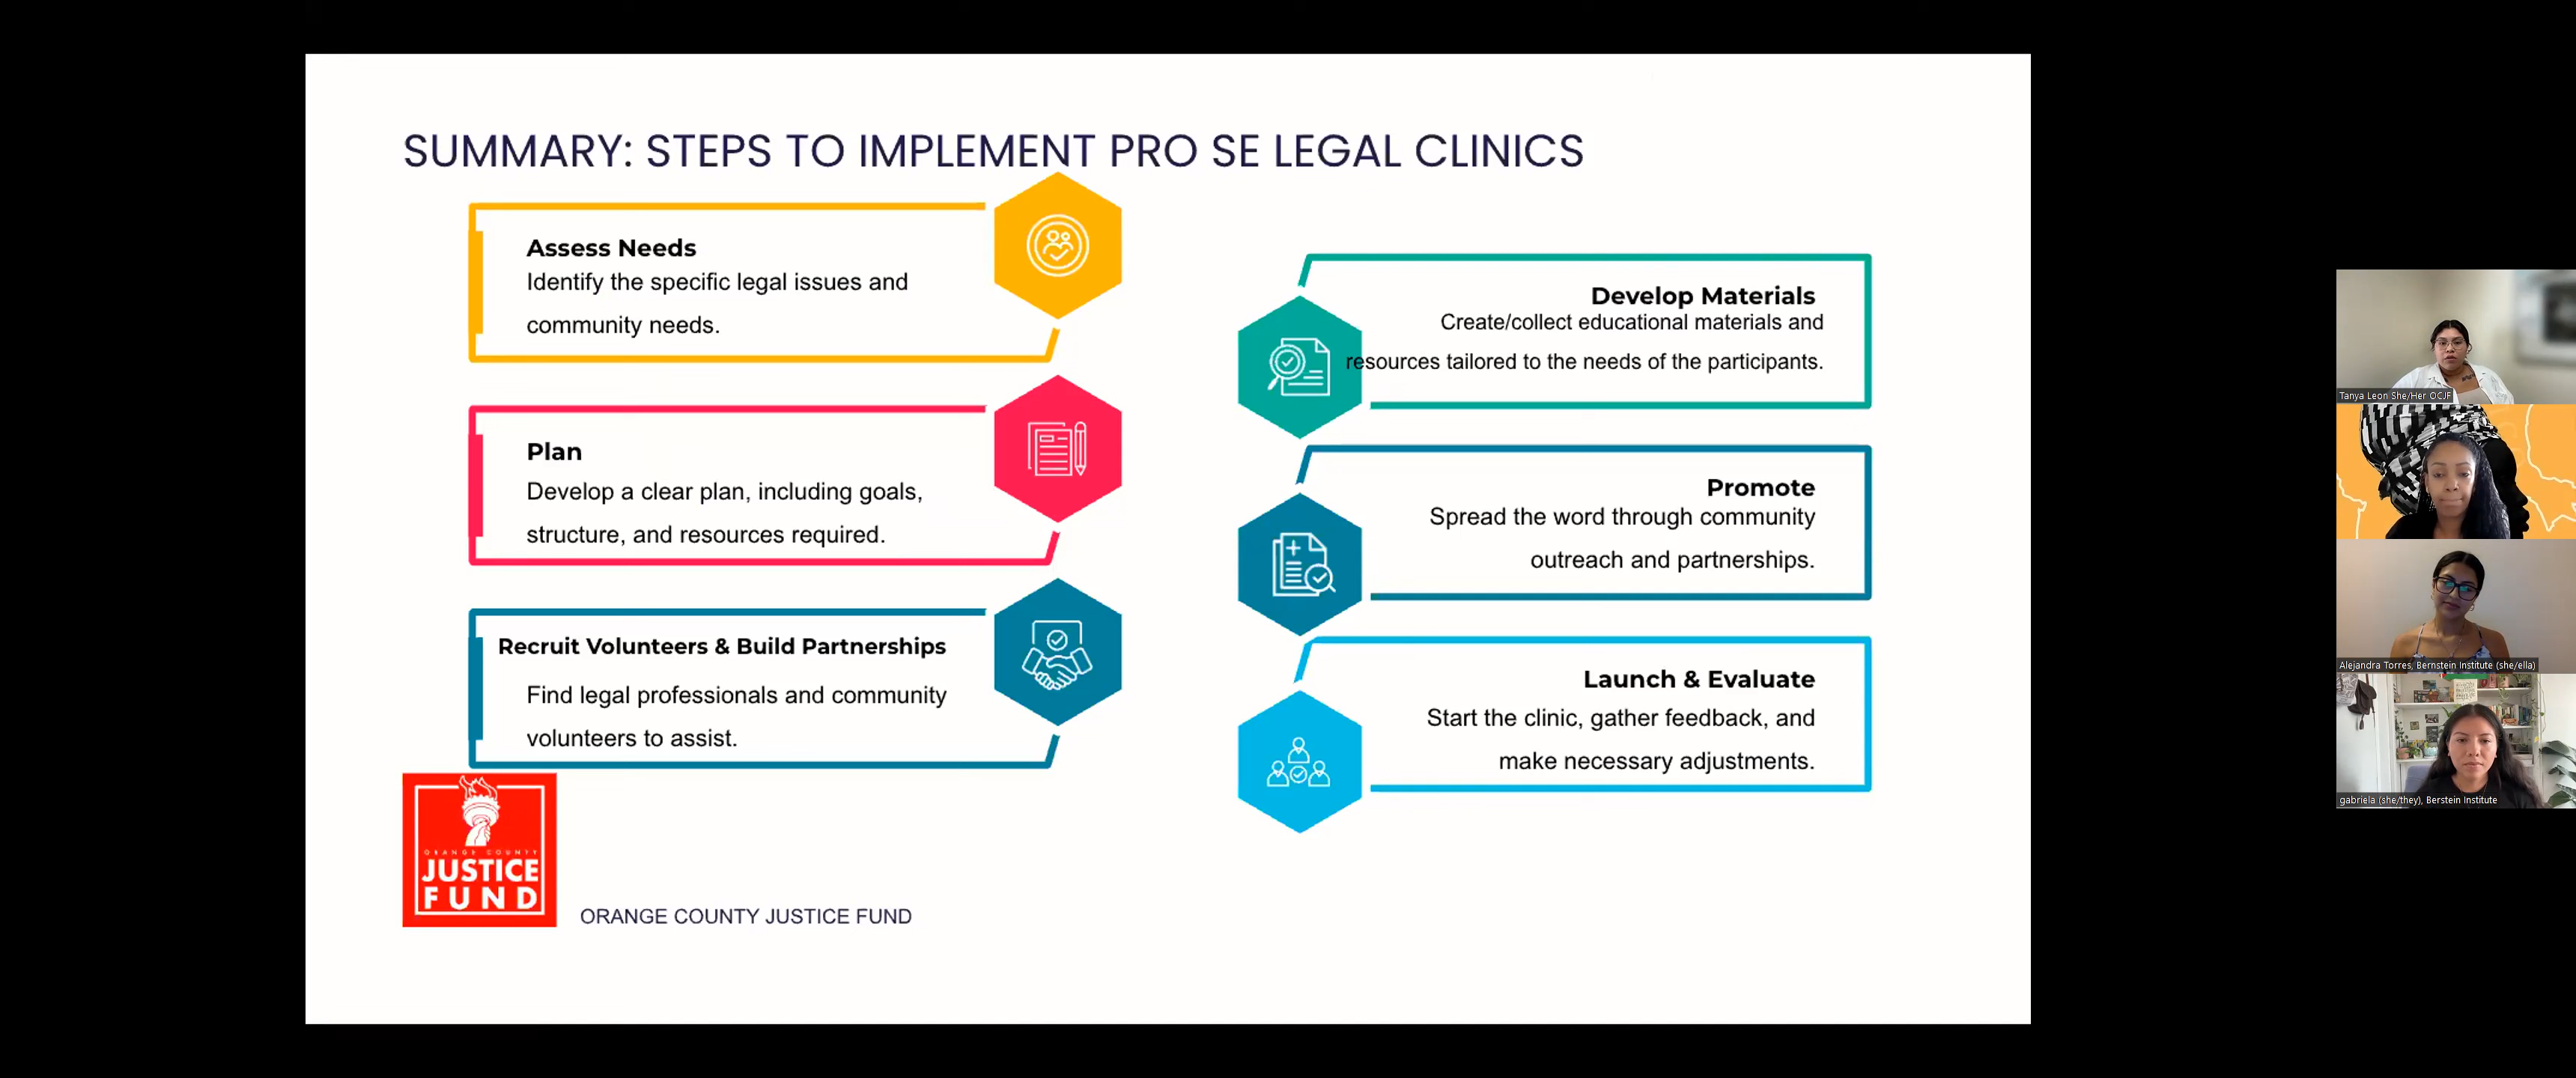 SUMMARY: STEPS TO IMPLEMENT PRO SE LEGAL CLINICS
Assess Needs
Identify the specific legal issues and
community needs.
Plan
Develop a clear plan, including goals,
structure, and resources required.
Recruit Volunteers & Build Partnerships
Find legal professionals and community
volunteers to assist.
Develop Materials
Create/collect educational materials and
resources tailored to the needs of the participants.
Promote
Spread the word through community
outreach and partnerships.
Launch & Evaluate
Start the clinic, gather feedback, and
make necessary adjustments.
ORANGE COUNTY
JUSTICE
FUND
ORANGE COUNTY JUSTICE FUND
Tanya Leon She/Her OCJF
Alejandra Torres, Bernstein Institute (she/ella)
gabriela (she/they), Berstein Institute